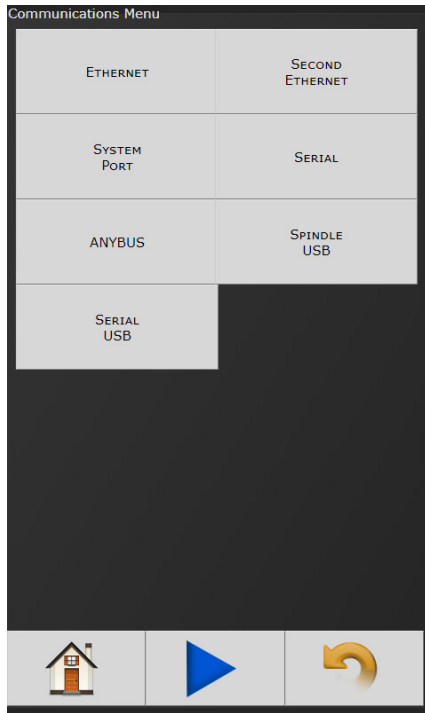 Communications Menu
Ethernet
Second
Ethernet
System
Port
Serial
ANYBUS
Spindle
USB
Serial
USB